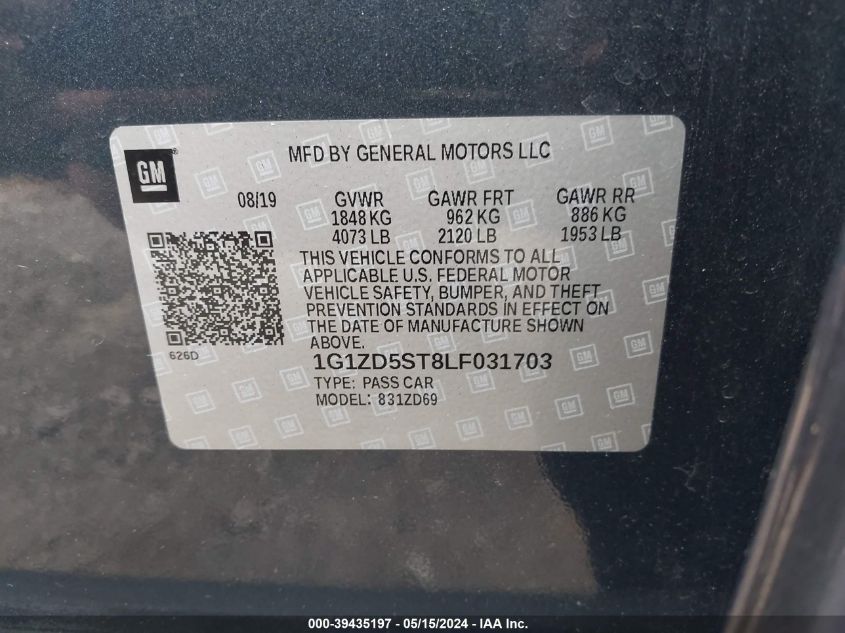 MFD BY GENERAL MOTORS LLC
GM
08/19 GVWR GAWR FRT GAWR RR
1848 KG 962 KG 886 KG
4073 LB 2120 LB 1953 LB
THIS VEHICLE CONFORMS TO ALL
APPLICABLE U.S. FEDERAL MOTOR
VEHICLE SAFETY, BUMPER, AND THEFT
PREVENTION STANDARDS IN EFFECT ON
THE DATE OF MANUFACTURE SHOWN
ABOVE.
626D
1G1ZD5ST8LF031703
TYPE: PASS CAR
MODEL: 831ZD69
000-39435197 - 05/15/2024 - IAA Inc.